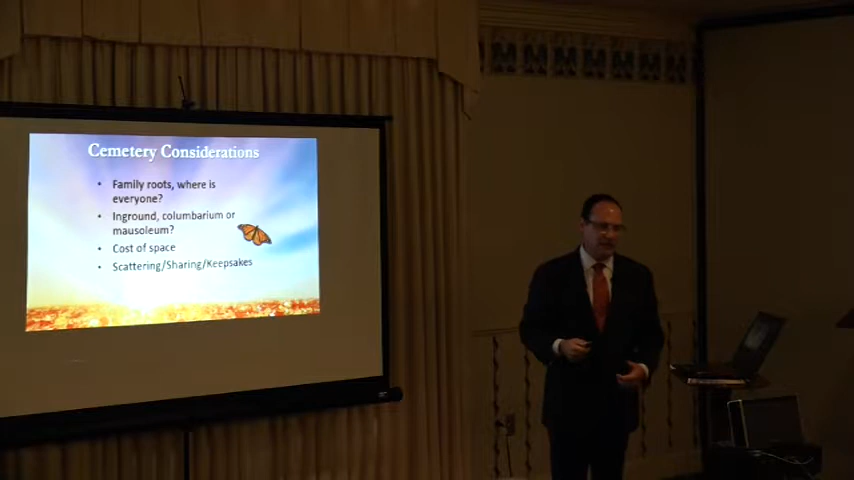 Cemetery Considerations
• Family roots, where is
everyone?
• Inground, columbarium or
mausoleum?
• Cost of space
• Scattering/Sharing/Keepsakes